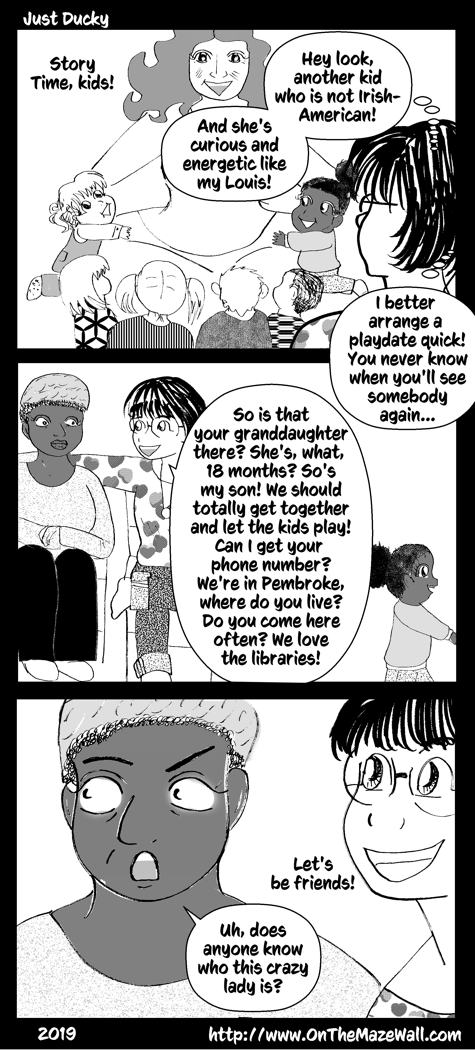 Just Ducky
Story
Time, kids!
Hey look,
another kid
who is not Irish-
American!
And she's
curious and
energetic like
my Louis!
I better
arrange a
playdate quick!
You never know
when you'll see
somebody
again...
So is that
your granddaughter
there? She's, what,
18 months? So's
my son! We should
totally get together
and let the kids play!
Can I get your
phone number?
We're in Pembroke,
where do you live?
Do you come here
often? We love
the libraries!
Let's
be friends!
Uh, does
anyone know
who this crazy
lady is?
2019
http://www.OnTheMazeWall.com